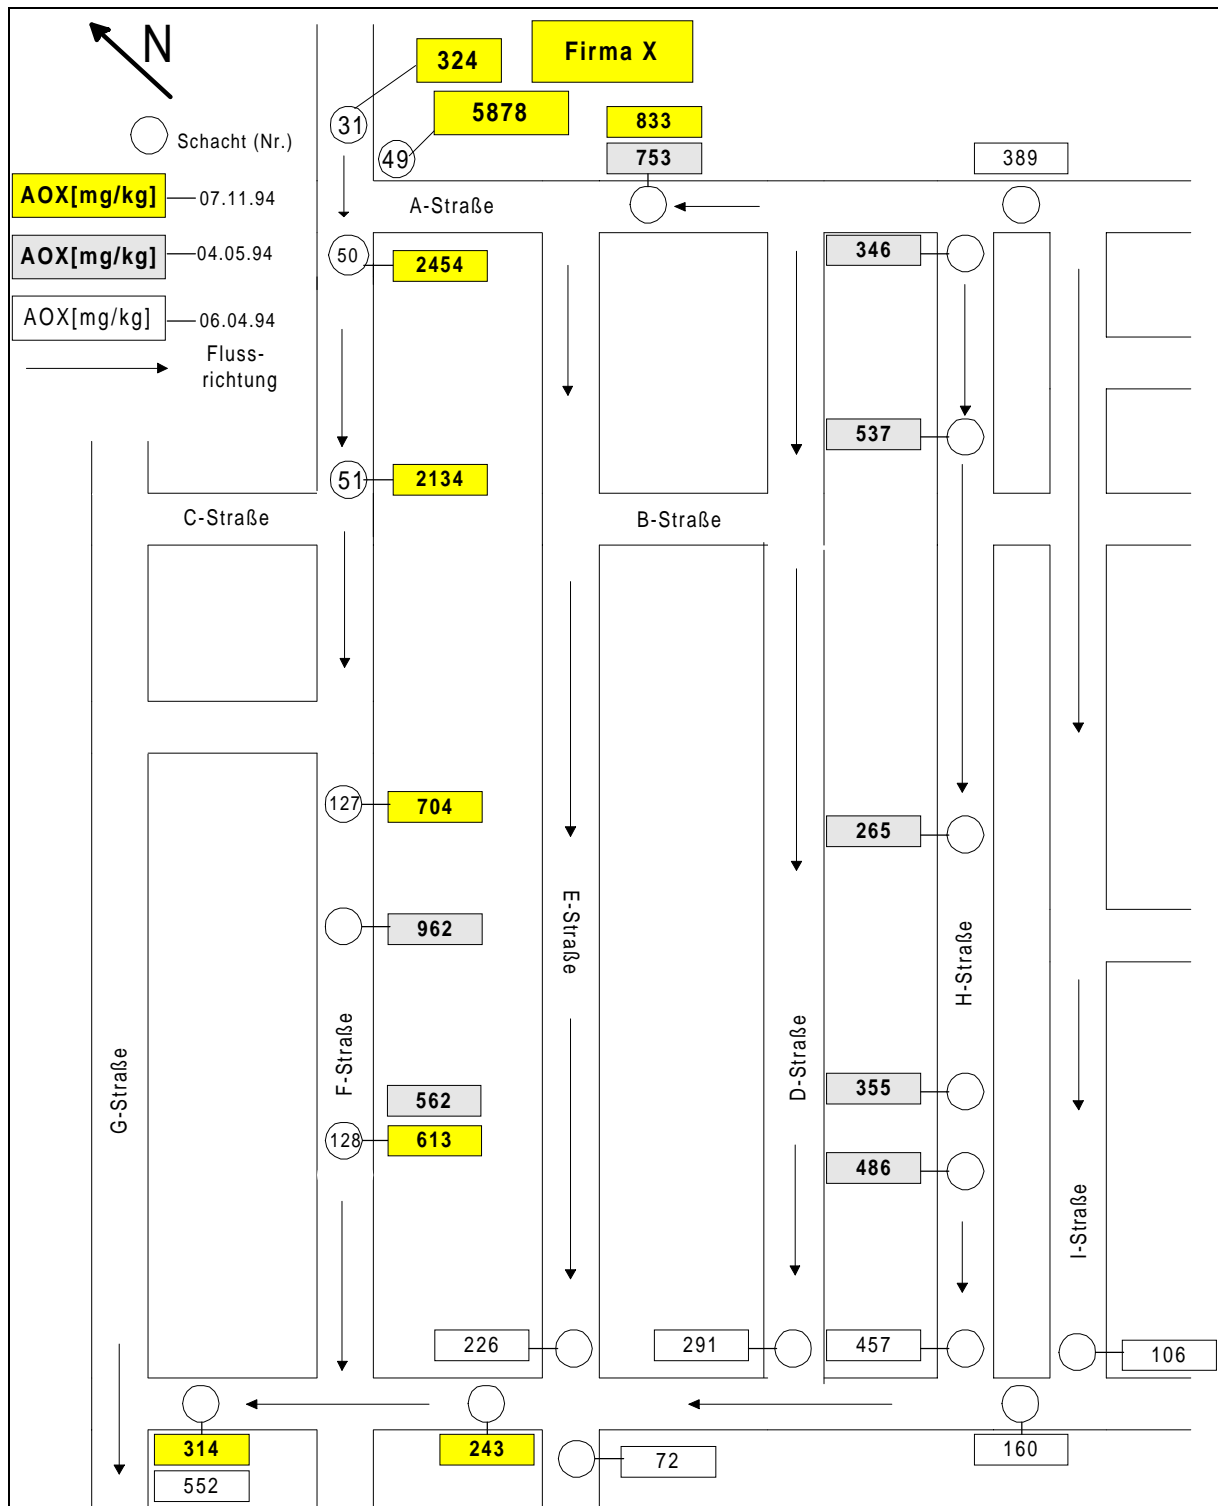 N
324
Firma X
5878
833
31
Schacht (Nr.)
49
753
389
AOX[mg/kg]
07.11.94
A-Straße
AOX[mg/kg]
04.05.94
50
2454
346
AOX[mg/kg]
06.04.94
Fluss-
richtung
537
51
2134
C-Straße
B-Straße
127
704
265
962
E-Straße
H-Straße
F-Straße
D-Straße
G-Straße
562
355
128
613
486
I-Straße
226
291
457
106
314
243
160
552
72